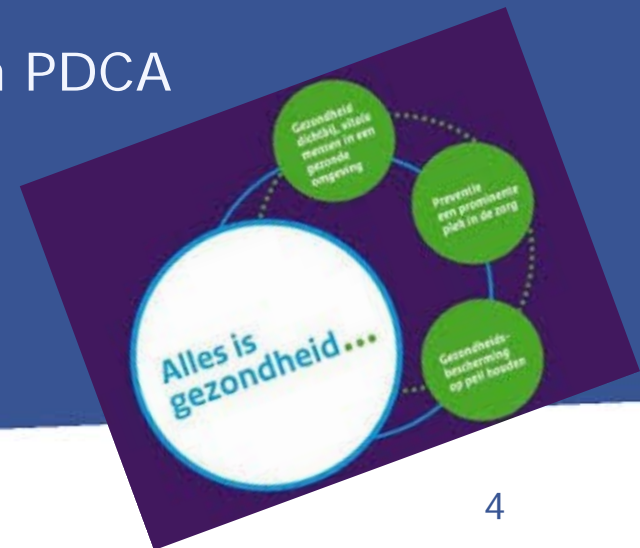 PDCA
Gezondheid
dichtbij, vitale
mensen in een
gezonde
omgeving
Preventie
een prominente
plek in de zorg
Alles is
gezondheid...
Gezondheids-
bescherming
op peil houden
4